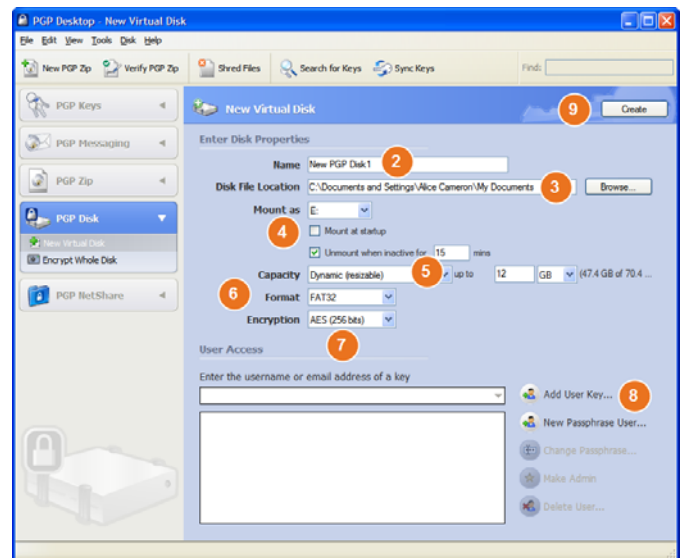 PGP Desktop - New Virtual Disk
File Edit View Tools Disk Help
New PGP Zip Verify PGP Zip Shred Files Search for Keys Sync Keys Find:
PGP Keys
PGP Messaging
PGP Zip
PGP Disk
New Virtual Disk
Encrypt Whole Disk
PGP NetShare
New Virtual Disk 9 Create
Enter Disk Properties
Name New PGP Disk1 2
Disk File Location C:\Documents and Settings\Alice Cameron\My Documents 3 Browse...
Mount as E:
4 Mount at startup
Unmount when inactive for 15 mins
Capacity Dynamic (resizable) 5 up to 12 GB (47.4 GB of 70.4 ...
6 Format FAT32
Encryption AES (256 bits)
7
User Access
Enter the username or email address of a key
Add User Key... 8
New Passphrase User...
Change Passphrase...
Make Admin
Delete User...